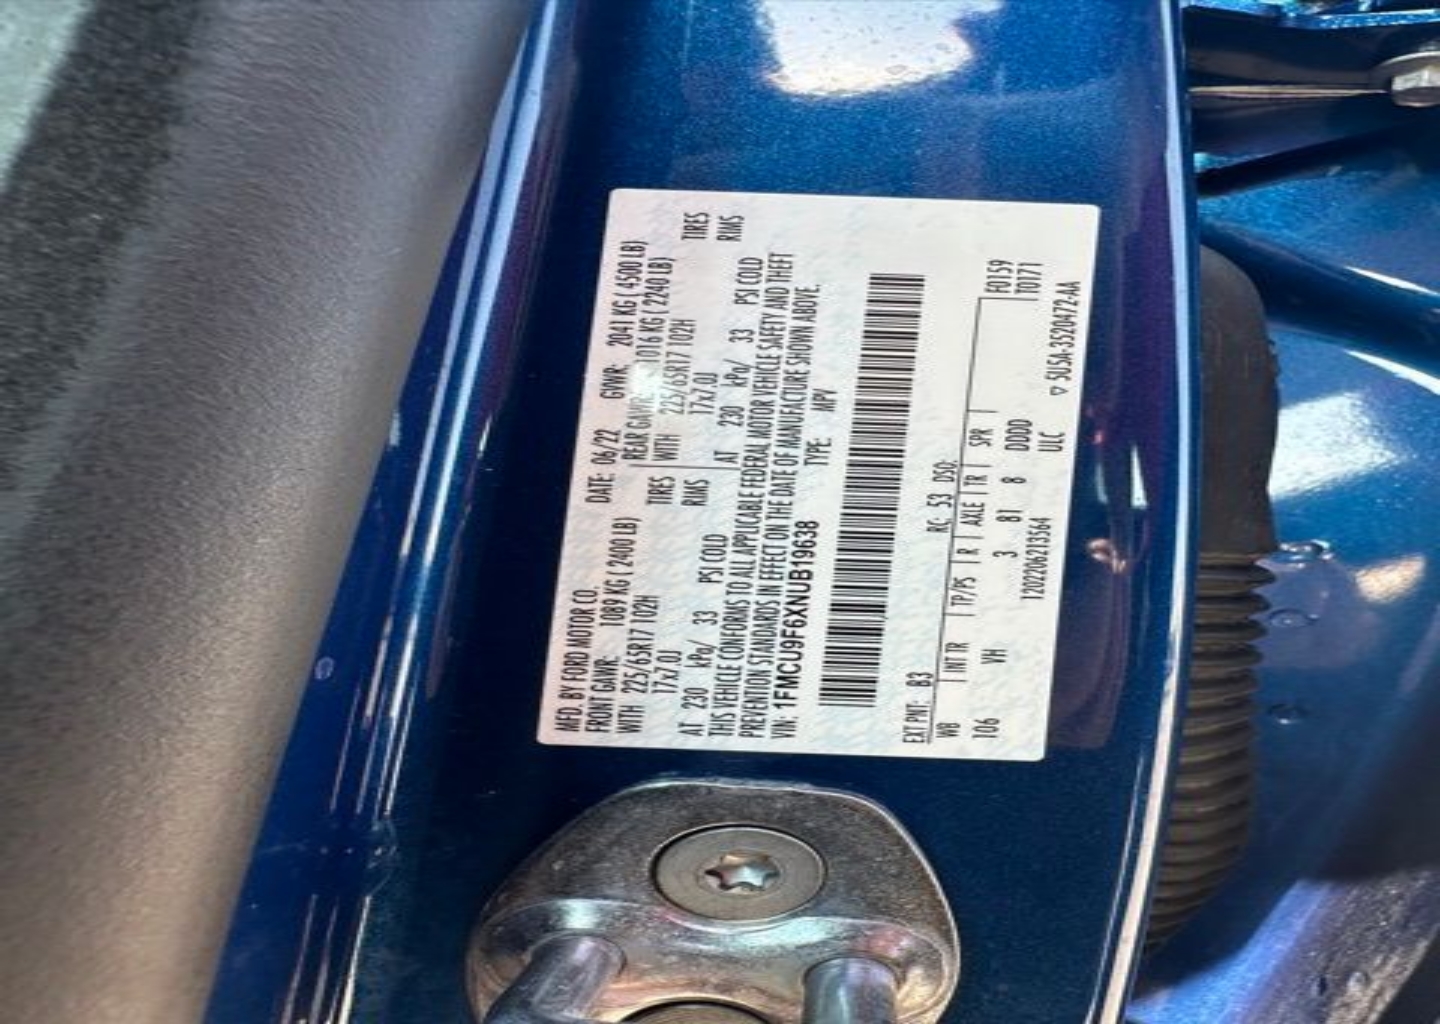 MFD. BY FORD MOTOR CO.
DATE: 06/22 GVWR: 2041 KG ( 4500 LB)
FRONT GAWR: 1089 KG ( 2400 LB) REAR GAWR: 1016 KG ( 2240 LB)
WITH 225/65R17 102H TIRES WITH 225/65R17 102H TIRES
17x7.0J RIMS 17x7.0J RIMS
AT 230 kPa/ 33 PSI COLD AT 230 kPa/ 33 PSI COLD
THIS VEHICLE CONFORMS TO ALL APPLICABLE FEDERAL MOTOR VEHICLE SAFETY AND THEFT
PREVENTION STANDARDS IN EFFECT ON THE DATE OF MANUFACTURE SHOWN ABOVE.
VIN: 1FMCU9F6XNUB19638 TYPE: MPV
EXT PNT: B3 RC: 53 DSO:
WB INT TR TP/PS R AXLE TR SPR F0159
106 YH 3 81 8 DDDD T0171
1202206213564 ULC
▽ 5U5A-3520472-AA